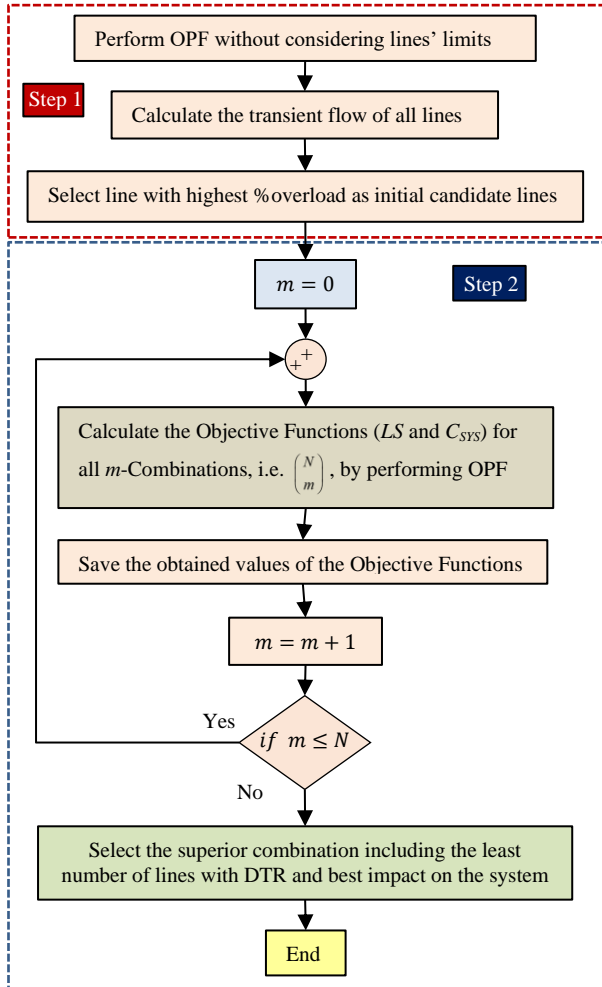 Perform OPF without considering lines' limits
Step 1
Calculate the transient flow of all lines
Select line with highest %overload as initial candidate lines
m = 0
Step 2
+
+
Calculate the Objective Functions (LS and C_SYS) for
all m-Combinations, i.e. (N m), by performing OPF
Save the obtained values of the Objective Functions
m = m + 1
Yes
if m ≤ N
No
Select the superior combination including the least
number of lines with DTR and best impact on the system
End